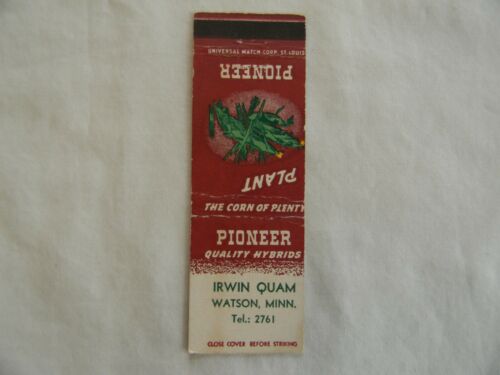 UNIVERSAL MATCH CORP. ST. LOUIS
PIONEER
PLANT
THE CORN OF PLENTY
PIONEER
QUALITY HYBRIDS
IRWIN QUAM
WATSON, MINN.
Tel.: 2761
CLOSE COVER BEFORE STRIKING